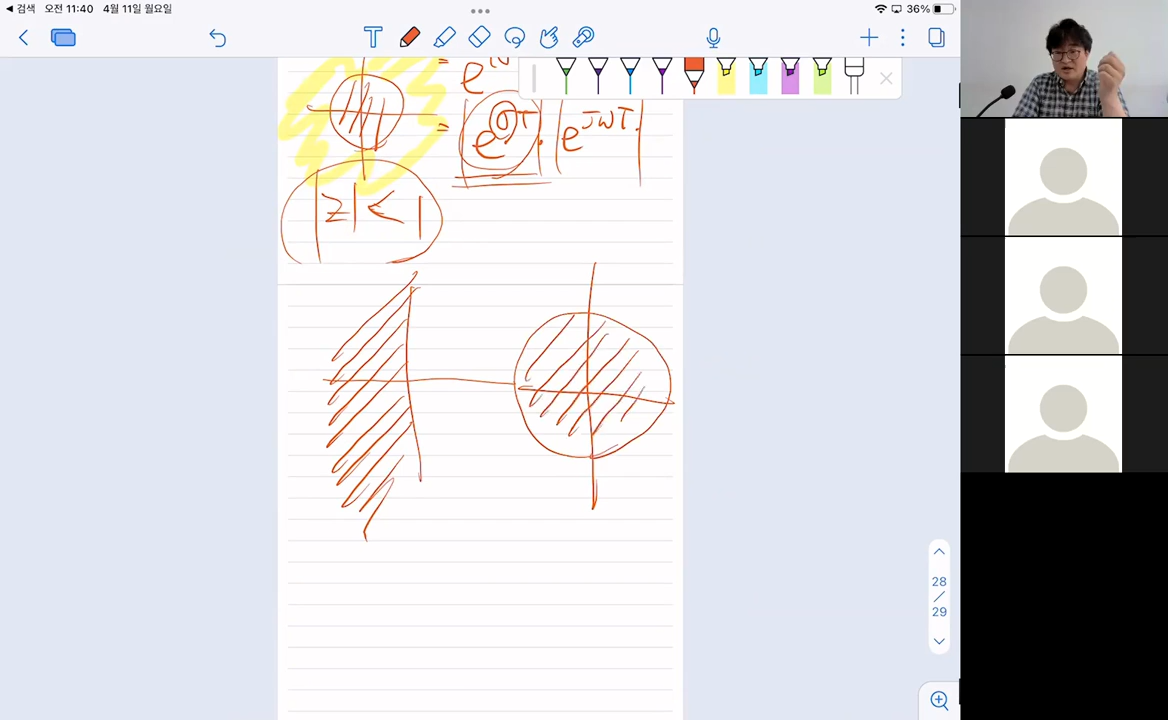 ◀ 검색 오전 11:40 4월 11일 월요일
36%
T
=
= |e^{σT}| · |e^{jωT}|
|z| < 1
28
/
29